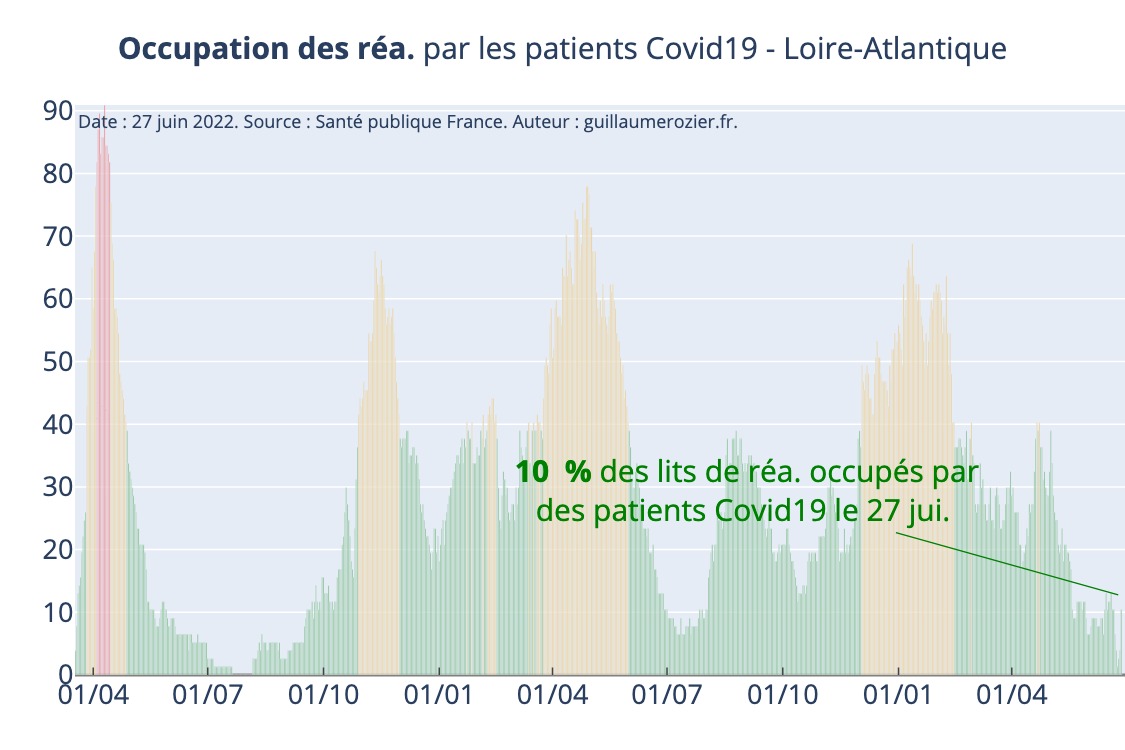 Occupation des réa. par les patients Covid19 - Loire-Atlantique
90
Date : 27 juin 2022. Source : Santé publique France. Auteur : guillaumerozier.fr.
80
70
60
50
40
10 % des lits de réa. occupés par
30
des patients Covid19 le 27 jui.
20
10
0
01/04 01/07 01/10 01/01 01/04 01/07 01/10 01/01 01/04